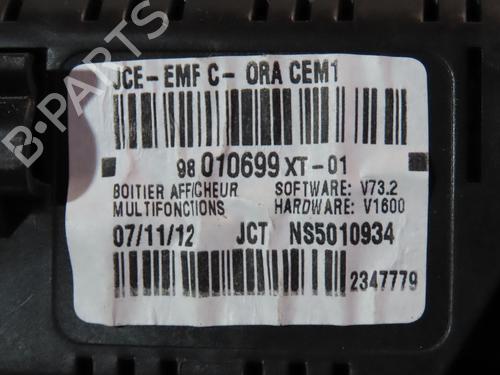 JCE-EMF C- ORA CEM1
98 010699 XT-01
BOITIER AFFICHEUR SOFTWARE: V73.2
MULTIFONCTIONS HARDWARE: V1600
07/11/12 JCT NS5010934
2347779
B-PARTS